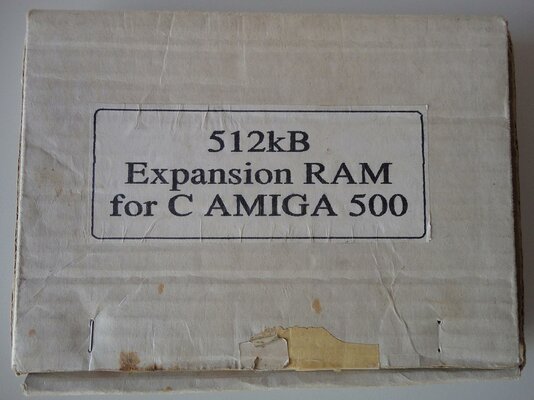 512kB
Expansion RAM
for C AMIGA 500